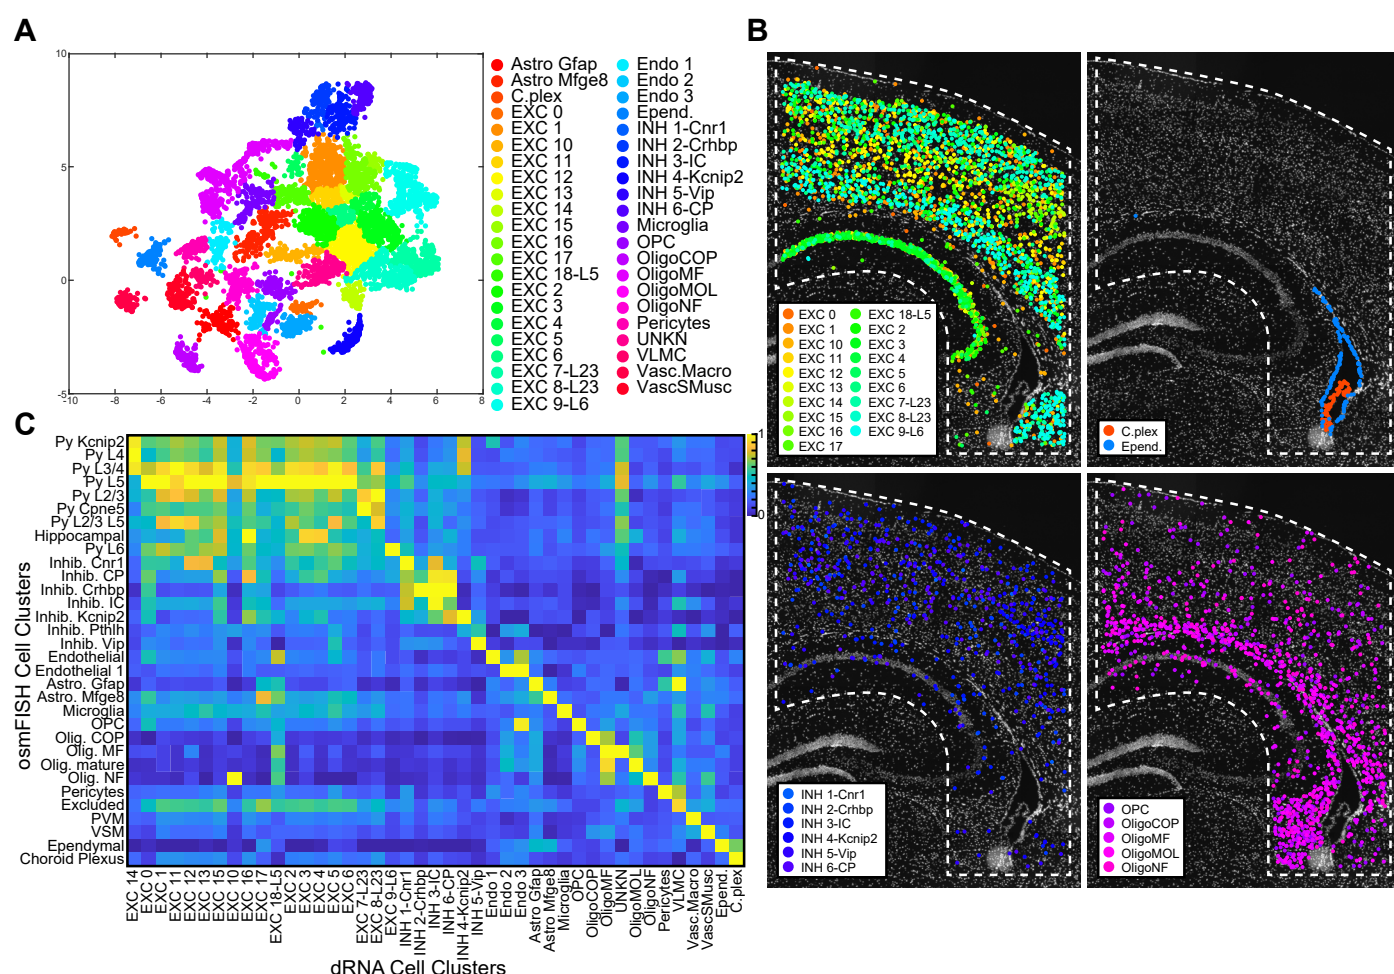 A
10
5
0
-5
-10
-8
-6
-4
-2
0
2
4
6
8
Astro Gfap
Astro Mfge8
C.plex
EXC 0
EXC 1
EXC 10
EXC 11
EXC 12
EXC 13
EXC 14
EXC 15
EXC 16
EXC 17
EXC 18-L5
EXC 2
EXC 3
EXC 4
EXC 5
EXC 6
EXC 7-L23
EXC 8-L23
EXC 9-L6
Endo 1
Endo 2
Endo 3
Epend.
INH 1-Cnr1
INH 2-Crhbp
INH 3-IC
INH 4-Kcnip2
INH 5-Vip
INH 6-CP
Microglia
OPC
OligoCOP
OligoMF
OligoMOL
OligoNF
Pericytes
UNKN
VLMC
Vasc.Macro
VascSMusc
B
EXC 0
EXC 1
EXC 10
EXC 11
EXC 12
EXC 13
EXC 14
EXC 15
EXC 16
EXC 17
EXC 18-L5
EXC 2
EXC 3
EXC 4
EXC 5
EXC 6
EXC 7-L23
EXC 8-L23
EXC 9-L6
C.plex
Epend.
INH 1-Cnr1
INH 2-Crhbp
INH 3-IC
INH 4-Kcnip2
INH 5-Vip
INH 6-CP
OPC
OligoCOP
OligoMF
OligoMOL
OligoNF
C
osmFISH Cell Clusters
Py Kcnip2
Py L4
Py L3/4
Py L5
Py L2/3
Py Cpne5
Py L2/3 L5
Hippocampal
Py L6
Inhib. Cnr1
Inhib. CP
Inhib. Crhbp
Inhib. IC
Inhib. Kcnip2
Inhib. Pthlh
Inhib. Vip
Endothelial
Endothelial 1
Astro. Gfap
Astro. Mfge8
Microglia
OPC
Olig. COP
Olig. MF
Olig. mature
Olig. NF
Pericytes
Excluded
PVM
VSM
Ependymal
Choroid Plexus
1
0
EXC 14
EXC 0
EXC 1
EXC 11
EXC 12
EXC 13
EXC 15
EXC 10
EXC 16
EXC 17
EXC 18-L5
EXC 2
EXC 3
EXC 4
EXC 5
EXC 6
EXC 7-L23
EXC 8-L23
EXC 9-L6
INH 1-Cnr1
INH 2-Crhbp
INH 3-IC
INH 6-CP
INH 4-Kcnip2
INH 5-Vip
Endo 1
Endo 2
Endo 3
Astro Gfap
Astro Mfge8
Microglia
OPC
OligoCOP
OligoMF
UNKN
OligoMOL
OligoNF
Pericytes
VLMC
Vasc.Macro
VascSMusc
Epend.
C.plex
dRNA Cell Clusters